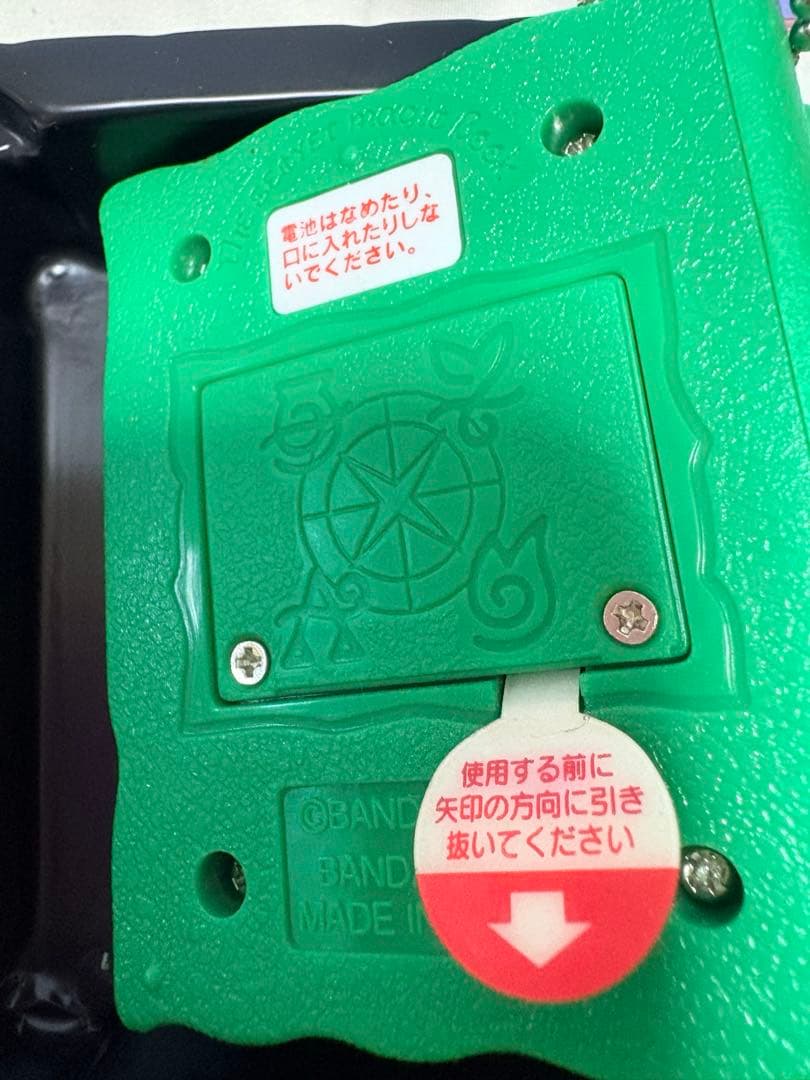 電池はなめたり、
口に入れたりしな
いでください。
使用する前に
矢印の方向に引き
抜いてください
©BAND
BANDA
MADE I